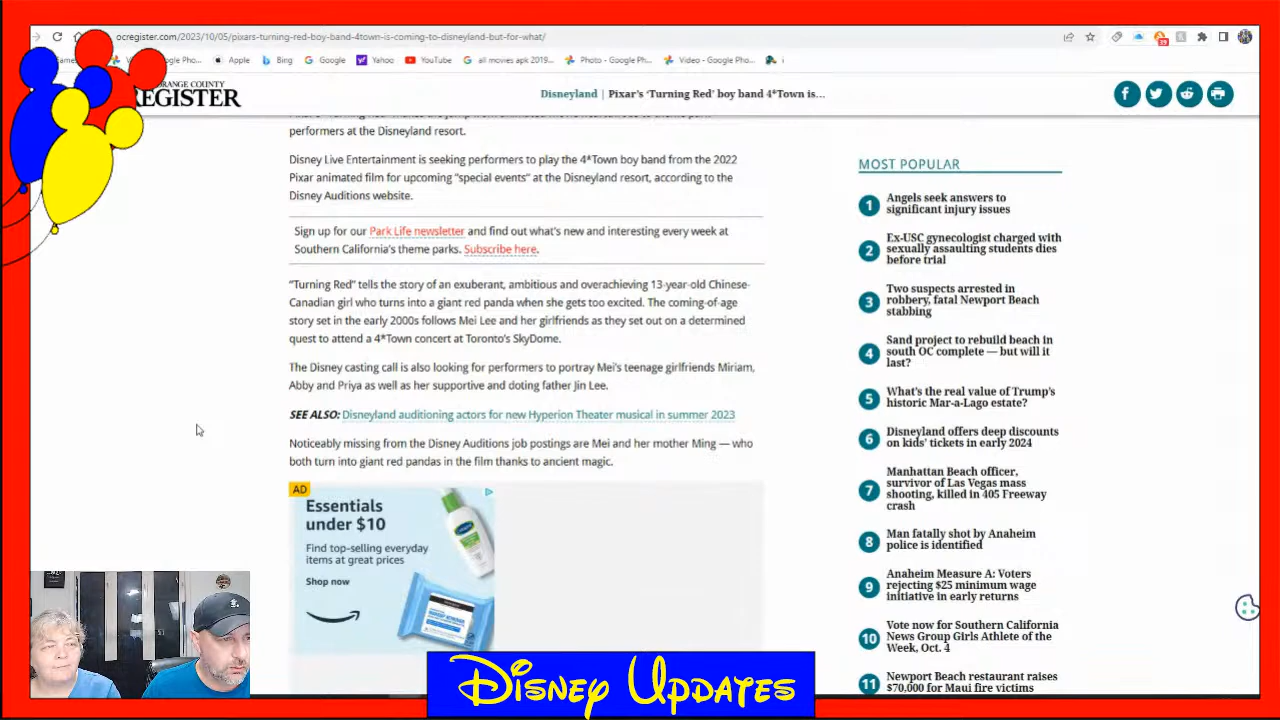 ocregister.com/2023/10/05/pixars-turning-red-boy-band-4town-is-coming-to-disneyland-but-for-what/
Apple Bing Google Yahoo YouTube all movies apk 2019... Photo - Google Ph... Video - Google Pho...
ORANGE COUNTY
REGISTER
Disneyland | Pixar's ‘Turning Red’ boy band 4*Town is...
performers at the Disneyland resort.
Disney Live Entertainment is seeking performers to play the 4*Town boy band from the 2022
Pixar animated film for upcoming “special events” at the Disneyland resort, according to the
Disney Auditions website.
Sign up for our Park Life newsletter and find out what's new and interesting every week at
Southern California's theme parks. Subscribe here.
“Turning Red” tells the story of an exuberant, ambitious and overachieving 13-year-old Chinese-
Canadian girl who turns into a giant red panda when she gets too excited. The coming-of-age
story set in the early 2000s follows Mei Lee and her girlfriends as they set out on a determined
quest to attend a 4*Town concert at Toronto's SkyDome.
The Disney casting call is also looking for performers to portray Mei's teenage girlfriends Miriam,
Abby and Priya as well as her supportive and doting father Jin Lee.
SEE ALSO: Disneyland auditioning actors for new Hyperion Theater musical in summer 2023
Noticeably missing from the Disney Auditions job postings are Mei and her mother Ming — who
both turn into giant red pandas in the film thanks to ancient magic.
AD
Essentials
under $10
Find top-selling everyday
items at great prices
Shop now
MOST POPULAR
1 Angels seek answers to
significant injury issues
2 Ex-USC gynecologist charged with
sexually assaulting students dies
before trial
3 Two suspects arrested in
robbery, fatal Newport Beach
stabbing
4 Sand project to rebuild beach in
south OC complete — but will it
last?
5 What's the real value of Trump's
historic Mar-a-Lago estate?
6 Disneyland offers deep discounts
on kids' tickets in early 2024
7 Manhattan Beach officer,
survivor of Las Vegas mass
shooting, killed in 405 Freeway
crash
8 Man fatally shot by Anaheim
police is identified
9 Anaheim Measure A: Voters
rejecting $25 minimum wage
initiative in early returns
10 Vote now for Southern California
News Group Girls Athlete of the
Week, Oct. 4
11 Newport Beach restaurant raises
$70,000 for Maui fire victims
Disney Updates